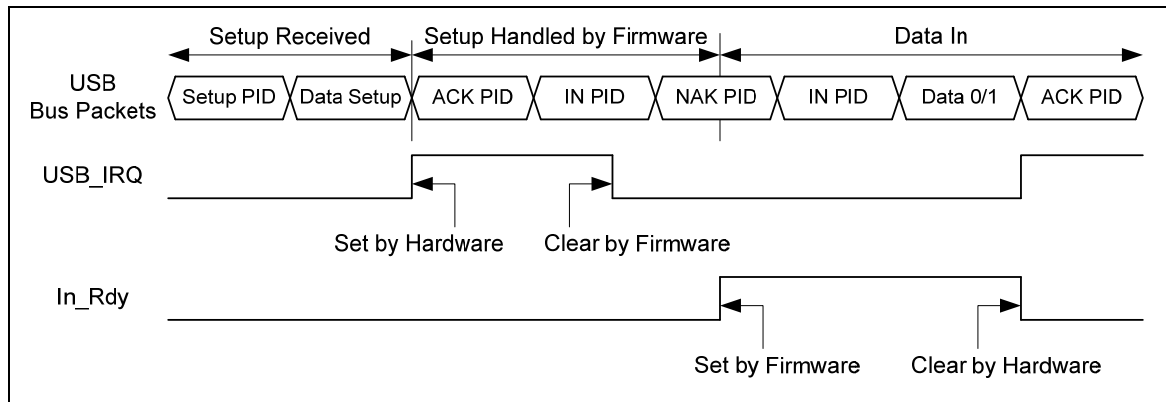 Setup Received Setup Handled by Firmware Data In
USB
Bus Packets
Setup PID Data Setup ACK PID IN PID NAK PID IN PID Data 0/1 ACK PID
USB_IRQ
Set by Hardware Clear by Firmware
In_Rdy
Set by Firmware Clear by Hardware